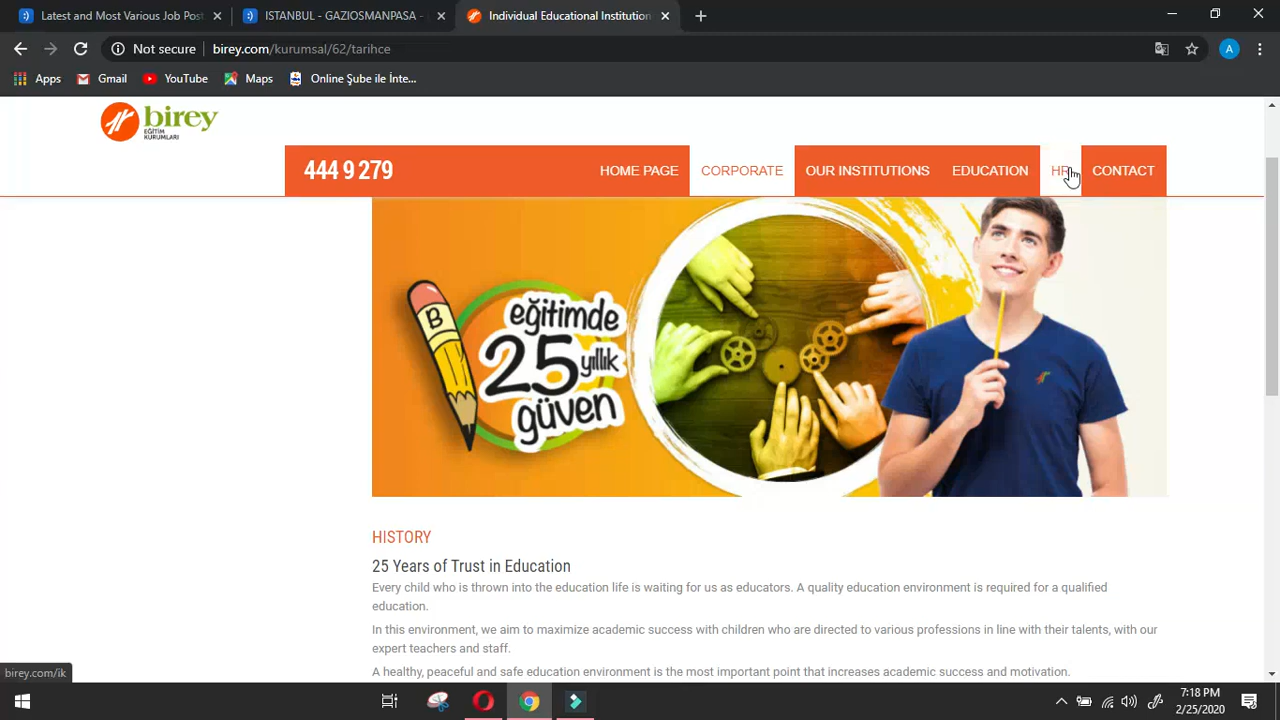 Individual Job Titles and Job Post
ISTANBUL - GAZIOSMANPASA -
Individual Educational Institution
Not secure
birey.com/kurumsal/62/tarihce
A
Apps
Gmail
YouTube
Maps
Online Şube ile İnte...
birey
EĞİTİM
KURUMLARI
444 9 279
HOME PAGE
CORPORATE
OUR INSTITUTIONS
EDUCATION
HR
CONTACT
B
eğitimde
25 yıllık
güven
HISTORY
25 Years of Trust in Education
Every child who is thrown into the education life is waiting for us as educators. A quality education environment is required for a qualified
education.
In this environment, we aim to maximize academic success with children who are directed to various professions in line with their talents, with our
expert teachers and staff.
A healthy, peaceful and safe education environment is the most important point that increases academic success and motivation.
birey.com/ik
7:18 PM
2/25/2020